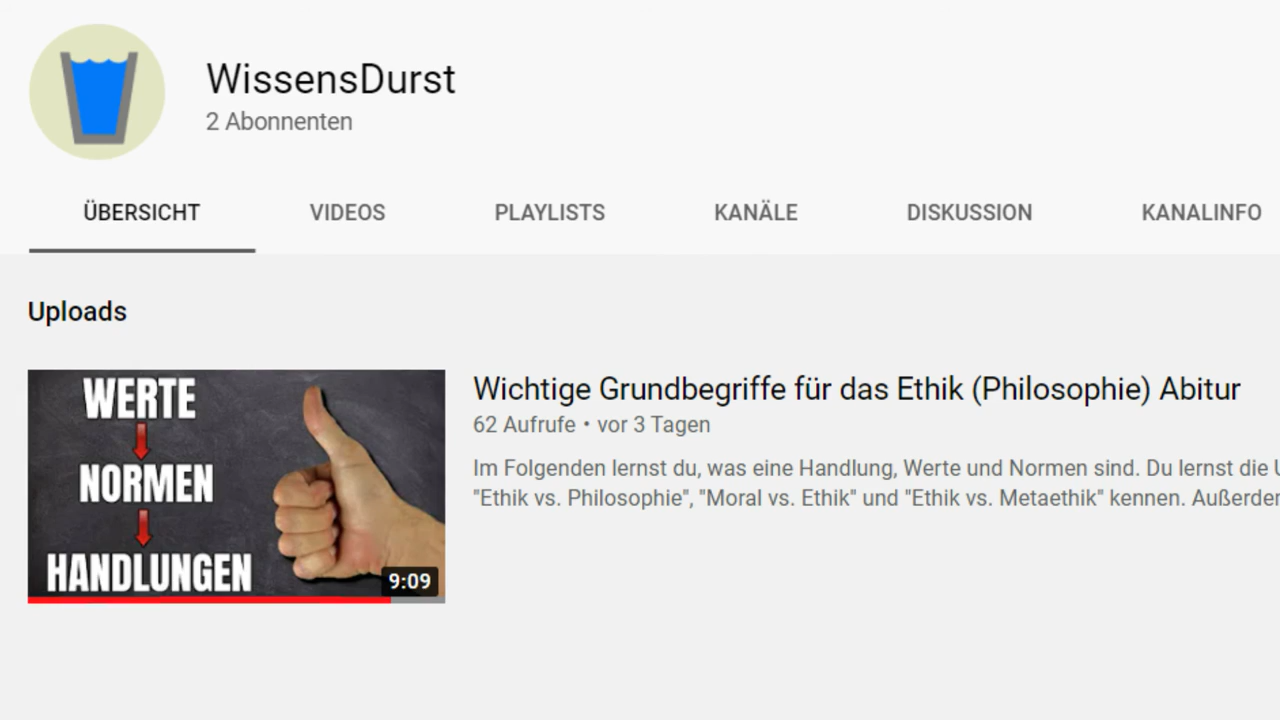 WissensDurst
2 Abonnenten
ÜBERSICHT VIDEOS PLAYLISTS KANÄLE DISKUSSION KANALINFO
Uploads
WERTE
NORMEN
HANDLUNGEN
9:09
Wichtige Grundbegriffe für das Ethik (Philosophie) Abitur
62 Aufrufe • vor 3 Tagen
Im Folgenden lernst du, was eine Handlung, Werte und Normen sind. Du lernst die
"Ethik vs. Philosophie", "Moral vs. Ethik" und "Ethik vs. Metaethik" kennen.